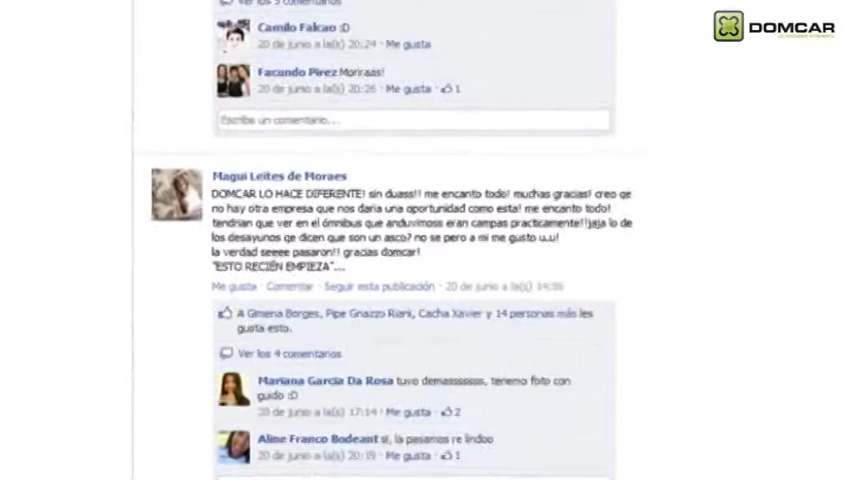 Ver los 5 comentarios
DOMCAR
Camilo Falcao :D
20 de junio a la(s) 20:24 · Me gusta
Facundo Pirez Moriraas!
20 de junio a la(s) 20:26 · Me gusta · 1
Escribe un comentario...
Magui Leites de Moraes
DOMCAR LO HACE DIFERENTE! sin duass!! me encanto todo! muchas gracias! creo qe
no hay otra empresa que nos daria una oportunidad como esta! me encanto todo!
tendrian que ver en el ómnibus que anduvimoss eran campas practicamente!!jaja lo de
los desayunos qe dicen que son un asco? no se pero a mi me gusto u.u!
la verdad seeee pasaron!! gracias domcar!
"ESTO RECIÉN EMPIEZA"...
Me gusta · Comentar · Seguir esta publicación · 20 de junio a la(s)
A Gimena Borges, Pipe Gnazzo Riani, Cacha Xavier y 14 personas más les
gusta esto.
Ver los 4 comentarios
Mariana Garcia Da Rosa tuvo demasssssss, tenemo foto con
guido :D
20 de junio a la(s) 17:14 · Me gusta · 2
Aline Franco Bodeant si, la pasamos re lindoo
20 de junio a la(s) 20:19 · Me gusta · 1